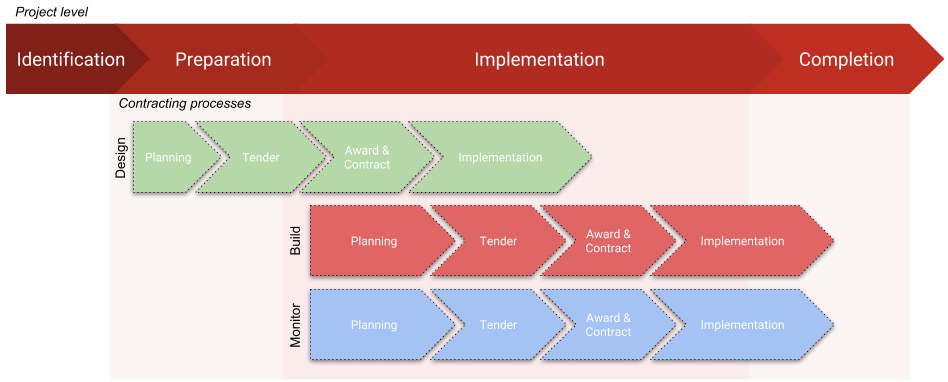 Project level
Identification
Preparation
Implementation
Completion
Contracting processes
Design
Planning
Tender
Award &
Contract
Implementation
Build
Planning
Tender
Award &
Contract
Implementation
Monitor
Planning
Tender
Award &
Contract
Implementation